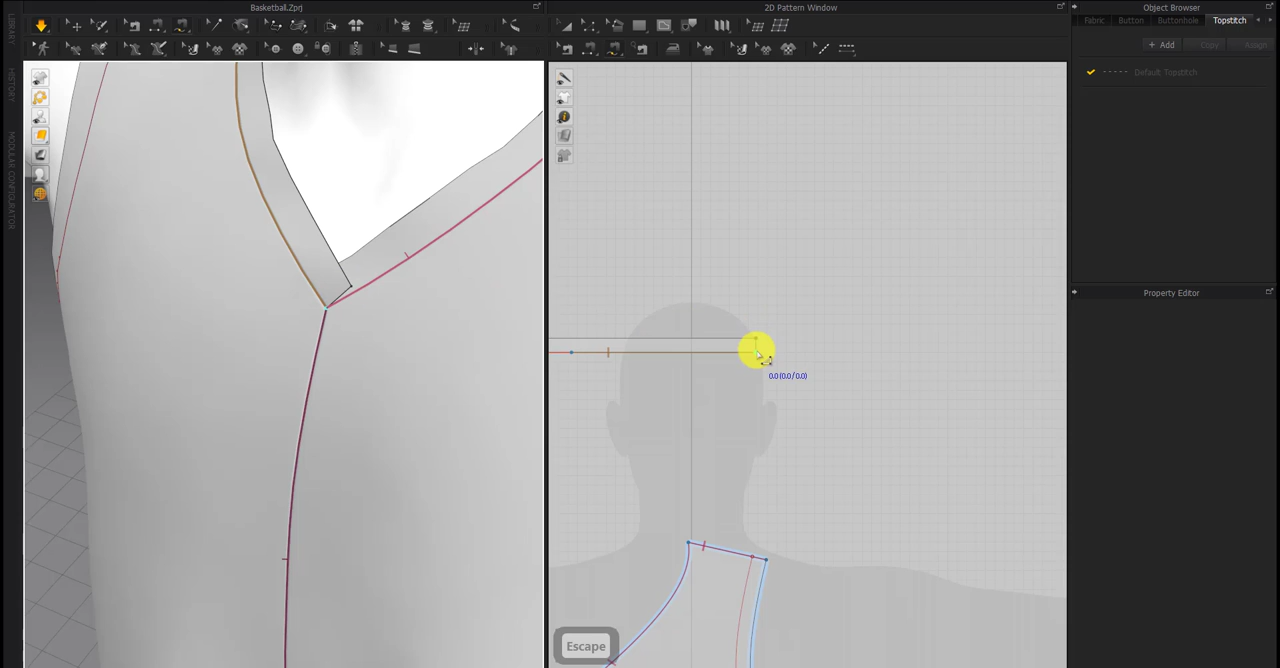 Basketball.Zprj
2D Pattern Window
Object Browser
Fabric
Button
Buttonhole
Topstitch
+ Add
Copy
Assign
Default Topstitch
Property Editor
LIBRARY
HISTORY
MODULAR CONFIGURATOR
0.0(0.0/0.0)
Escape